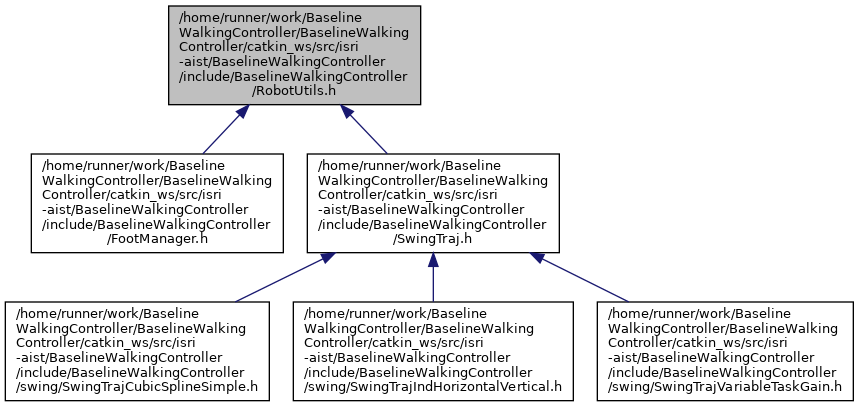 /home/runner/work/Baseline
WalkingController/BaselineWalking
Controller/catkin_ws/src/isri
-aist/BaselineWalkingController
/include/BaselineWalkingController
/RobotUtils.h
/home/runner/work/Baseline
WalkingController/BaselineWalking
Controller/catkin_ws/src/isri
-aist/BaselineWalkingController
/include/BaselineWalkingController
/FootManager.h
/home/runner/work/Baseline
WalkingController/BaselineWalking
Controller/catkin_ws/src/isri
-aist/BaselineWalkingController
/include/BaselineWalkingController
/SwingTraj.h
/home/runner/work/Baseline
WalkingController/BaselineWalking
Controller/catkin_ws/src/isri
-aist/BaselineWalkingController
/include/BaselineWalkingController
/swing/SwingTrajCubicSplineSimple.h
/home/runner/work/Baseline
WalkingController/BaselineWalking
Controller/catkin_ws/src/isri
-aist/BaselineWalkingController
/include/BaselineWalkingController
/swing/SwingTrajIndHorizontalVertical.h
/home/runner/work/Baseline
WalkingController/BaselineWalking
Controller/catkin_ws/src/isri
-aist/BaselineWalkingController
/include/BaselineWalkingController
/swing/SwingTrajVariableTaskGain.h